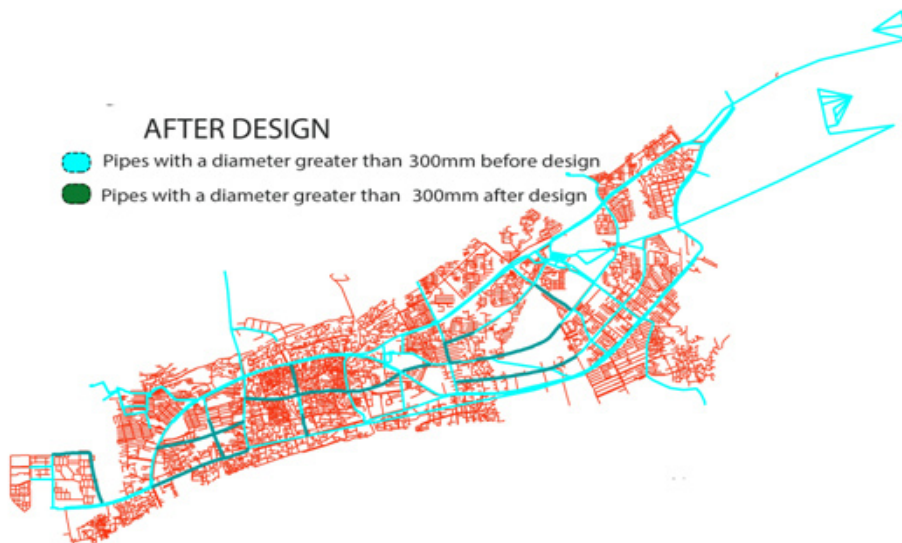 AFTER DESIGN
Pipes with a diameter greater than 300mm before design
Pipes with a diameter greater than 300mm after design